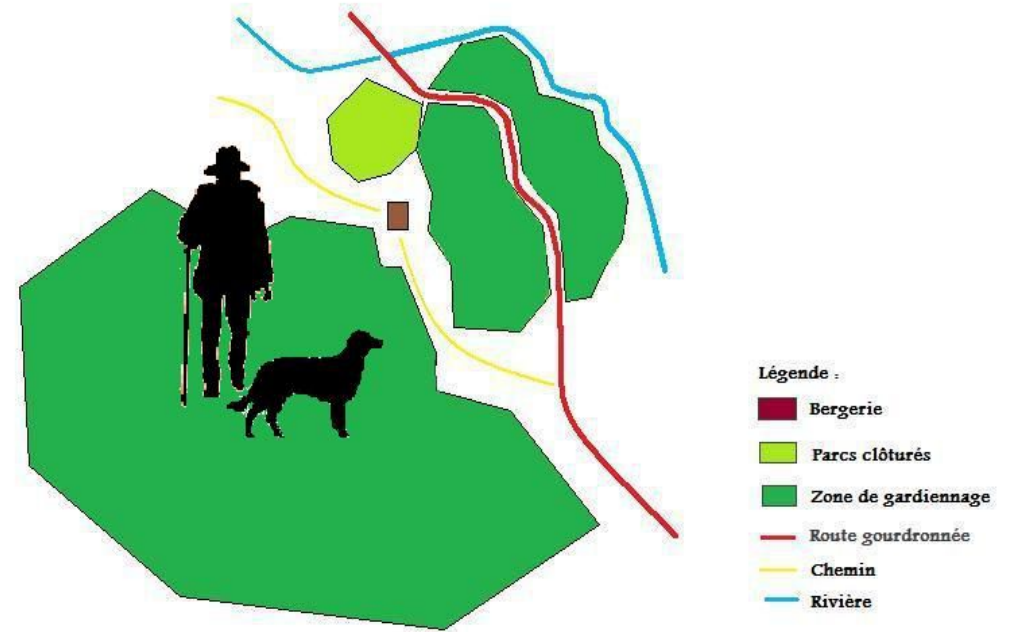 Légende :
Bergerie
Parcs clôturés
Zone de gardiennage
Route gourdronnée
Chemin
Rivière